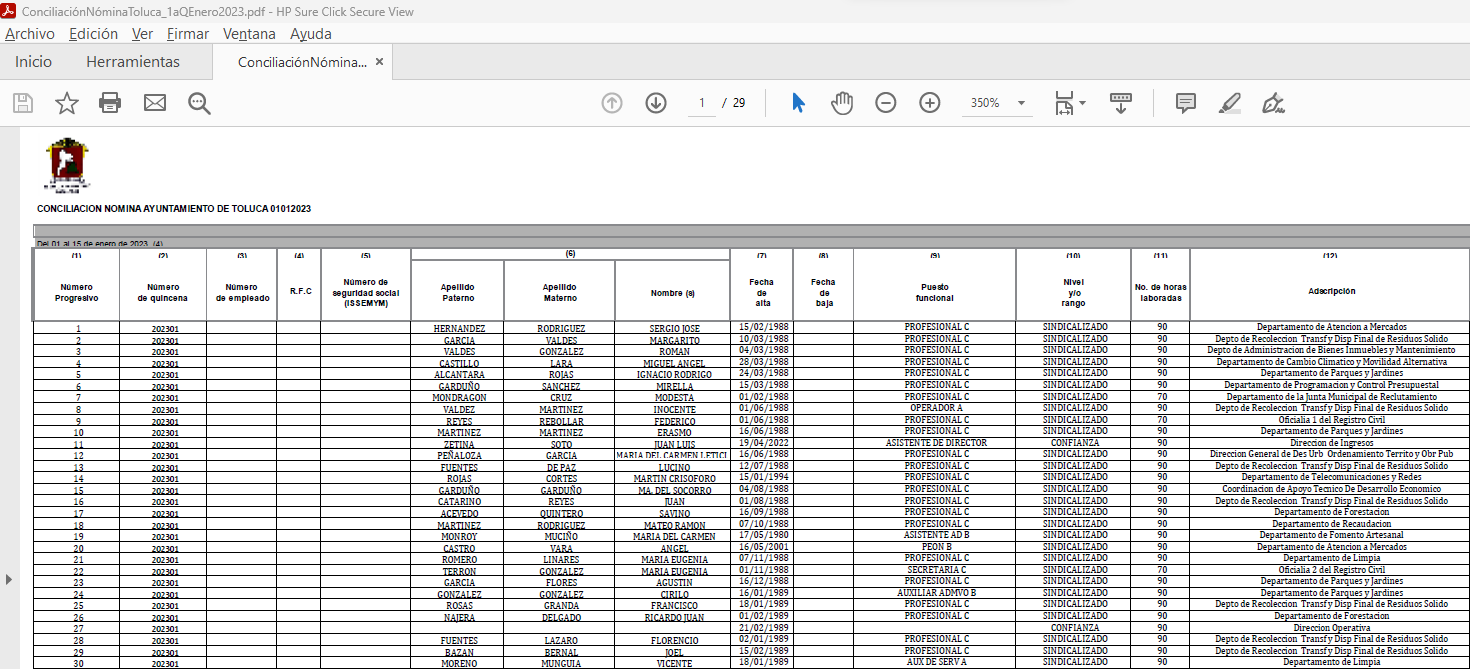 ConciliaciónNóminaToluca_1aQEnero2023.pdf - HP Sure Click Secure View
Archivo Edición Ver Firmar Ventana Ayuda
Inicio Herramientas ConciliaciónNómina... ×
1 / 29 350%
CONCILIACION NOMINA AYUNTAMIENTO DE TOLUCA 01012023
Del 01 al 15 de enero de 2023 (4)
(1) (2) (3) (4) (5) (6) (7) (8) (9) (10) (11) (12)
Número Progresivo Número de quincena Número de empleado R.F.C Número de seguridad social (ISSEMYM) Apellido Paterno Apellido Materno Nombre (s) Fecha de alta Fecha de baja Puesto funcional Nivel y/o rango No. de horas laboradas Adscripción
1 202301 HERNANDEZ RODRIGUEZ SERGIO JOSE 15/02/1988 PROFESIONAL C SINDICALIZADO 90 Departamento de Atencion a Mercados
2 202301 GARCIA VALDES MARGARITO 10/03/1988 PROFESIONAL C SINDICALIZADO 90 Depto de Recoleccion Transf y Disp Final de Residuos Solido
3 202301 VALDES GONZALEZ ROMAN 04/03/1988 PROFESIONAL C SINDICALIZADO 90 Depto de Administracion de Bienes Inmuebles y Mantenimiento
4 202301 CASTILLO LARA MIGUEL ANGEL 28/03/1988 PROFESIONAL C SINDICALIZADO 90 Departamento de Cambio Climatico y Movilidad Alternativa
5 202301 ALCANTARA ROJAS IGNACIO RODRIGO 24/03/1988 PROFESIONAL C SINDICALIZADO 90 Departamento de Parques y Jardines
6 202301 GARDUÑO SANCHEZ MIRELLA 15/03/1988 PROFESIONAL C SINDICALIZADO 90 Departamento de Programacion y Control Presupuestal
7 202301 MONDRAGON CRUZ MODESTA 01/02/1988 PROFESIONAL C SINDICALIZADO 70 Departamento de la Junta Municipal de Reclutamiento
8 202301 VALDEZ MARTINEZ INOCENTE 01/06/1988 OPERADOR A SINDICALIZADO 90 Depto de Recoleccion Transf y Disp Final de Residuos Solido
9 202301 REYES REBOLLAR FEDERICO 01/06/1988 PROFESIONAL C SINDICALIZADO 70 Oficialia 1 del Registro Civil
10 202301 MARTINEZ MARTINEZ ERASMO 16/06/1988 PROFESIONAL C SINDICALIZADO 90 Departamento de Parques y Jardines
11 202301 ZETINA SOTO JUAN LUIS 19/04/2022 ASISTENTE DE DIRECTOR CONFIANZA 90 Direccion de Ingresos
12 202301 PEÑALOZA GARCIA MARIA DEL CARMEN LETICI 16/06/1988 PROFESIONAL C SINDICALIZADO 90 Direccion General de Des Urb Ordenamiento Territ y Obr Pub
13 202301 FUENTES DE PAZ LUCINO 12/07/1988 PROFESIONAL C SINDICALIZADO 90 Depto de Recoleccion Transf y Disp Final de Residuos Solido
14 202301 ROJAS CORTES MARTIN CRISOFORO 15/01/1994 PROFESIONAL C SINDICALIZADO 90 Departamento de Telecomunicaciones y Redes
15 202301 GARDUÑO GARDUÑO MA. DEL SOCORRO 04/08/1988 PROFESIONAL C SINDICALIZADO 90 Coordinacion de Apoyo Tecnico De Desarrollo Economico
16 202301 CATARINO REYES JUAN 01/08/1988 PROFESIONAL C SINDICALIZADO 90 Depto de Recoleccion Transf y Disp Final de Residuos Solido
17 202301 ACEVEDO QUINTERO SAVINO 16/09/1988 PROFESIONAL C SINDICALIZADO 90 Departamento de Forestacion
18 202301 MARTINEZ RODRIGUEZ MATEO RAMON 07/10/1988 PROFESIONAL C SINDICALIZADO 90 Departamento de Recaudacion
19 202301 MONROY MUCIÑO MARIA DEL CARMEN 17/05/1980 ASISTENTE AD B SINDICALIZADO 90 Departamento de Fomento Artesanal
20 202301 CASTRO VARA ANGEL 16/05/2001 PEON B SINDICALIZADO 90 Departamento de Atencion a Mercados
21 202301 ROMERO LINARES MARIA EUGENIA 07/11/1988 PROFESIONAL C SINDICALIZADO 90 Departamento de Limpia
22 202301 TERRON GONZALEZ MARIA EUGENIA 01/11/1988 SECRETARIA C SINDICALIZADO 70 Oficialia 2 del Registro Civil
23 202301 GARCIA FLORES AGUSTIN 16/12/1988 PROFESIONAL C SINDICALIZADO 90 Departamento de Parques y Jardines
24 202301 GONZALEZ GONZALEZ CIRILO 16/01/1989 AUXILIAR ADMVO B SINDICALIZADO 90 Departamento de Parques y Jardines
25 202301 ROSAS GRANDA FRANCISCO 18/01/1989 PROFESIONAL C SINDICALIZADO 90 Depto de Recoleccion Transf y Disp Final de Residuos Solido
26 202301 NAJERA DELGADO RICARDO JUAN 01/02/1989 PROFESIONAL C SINDICALIZADO 90 Departamento de Forestacion
27 202301 21/02/1989 CONFIANZA 90 Direccion Operativa
28 202301 FUENTES LAZARO FLORENCIO 02/01/1989 PROFESIONAL C SINDICALIZADO 90 Depto de Recoleccion Transf y Disp Final de Residuos Solido
29 202301 BAZAN BERNAL JOEL 15/02/1989 PROFESIONAL C SINDICALIZADO 90 Depto de Recoleccion Transf y Disp Final de Residuos Solido
30 202301 MORENO MUNGUIA VICENTE 18/01/1989 AUX DE SERV A SINDICALIZADO 90 Departamento de Limpia